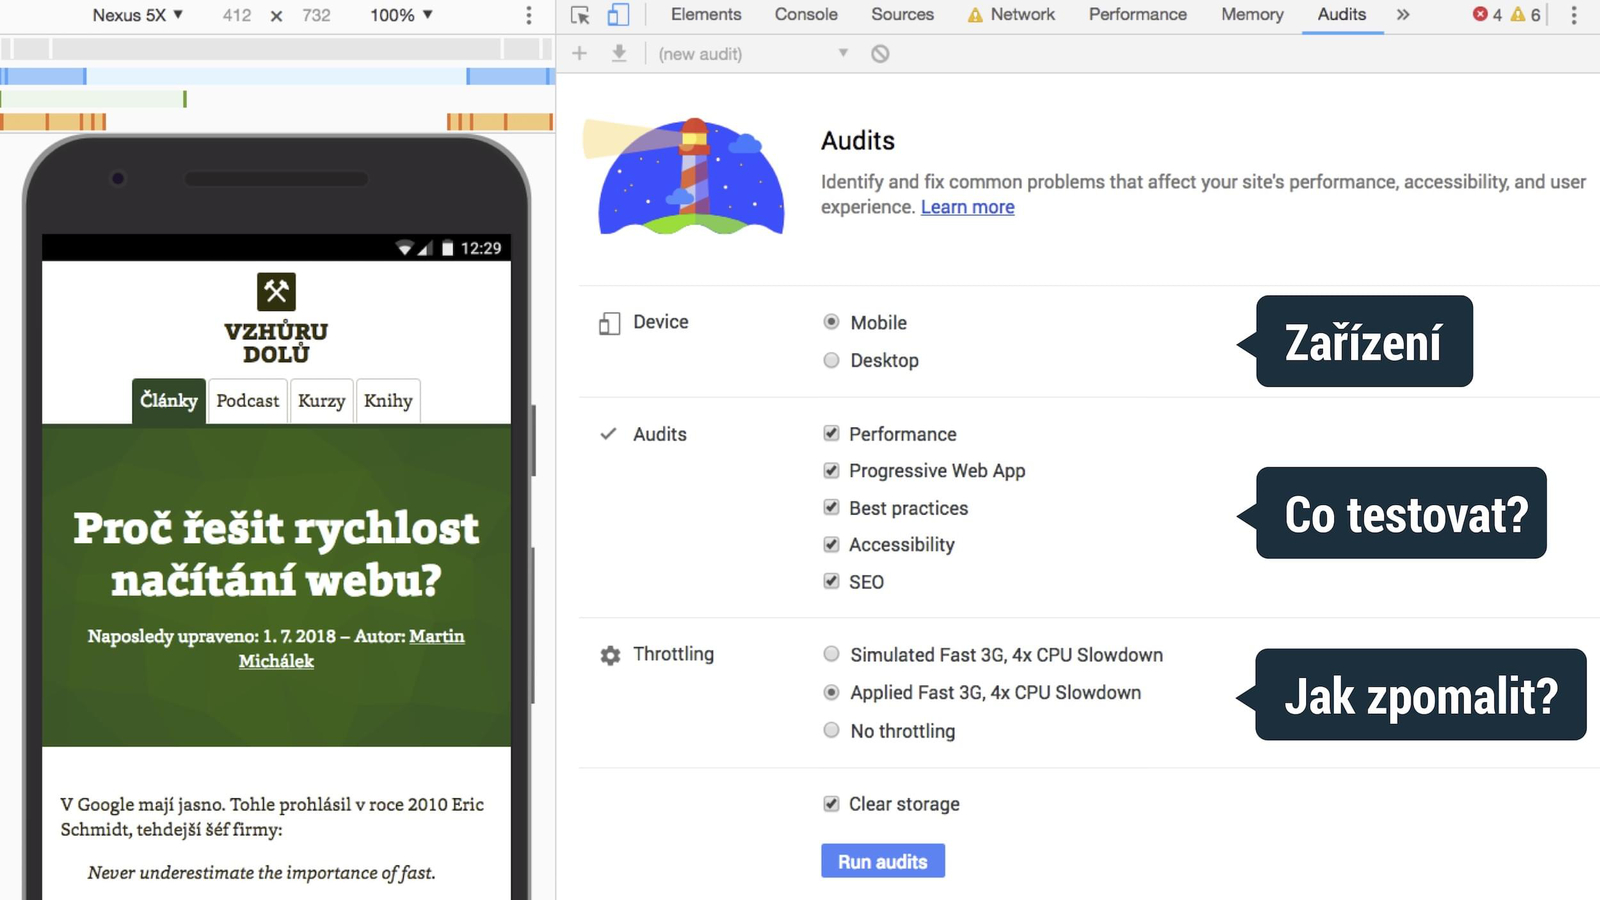 Nexus 5X ▼ 412 × 732 100% ▼
Elements Console Sources Network Performance Memory Audits » 4 6
(new audit)
12:29
VZHŮRU
DOLŮ
Články Podcast Kurzy Knihy
Proč řešit rychlost
načítání webu?
Naposledy upraveno: 1. 7. 2018 – Autor: Martin
Michálek
V Google mají jasno. Tohle prohlásil v roce 2010 Eric
Schmidt, tehdejší šéf firmy:
Never underestimate the importance of fast.
Audits
Identify and fix common problems that affect your site's performance, accessibility, and user
experience. Learn more
Device
Mobile
Desktop
Zařízení
Audits
Performance
Progressive Web App
Best practices
Accessibility
SEO
Co testovat?
Throttling
Simulated Fast 3G, 4x CPU Slowdown
Applied Fast 3G, 4x CPU Slowdown
No throttling
Jak zpomalit?
Clear storage
Run audits